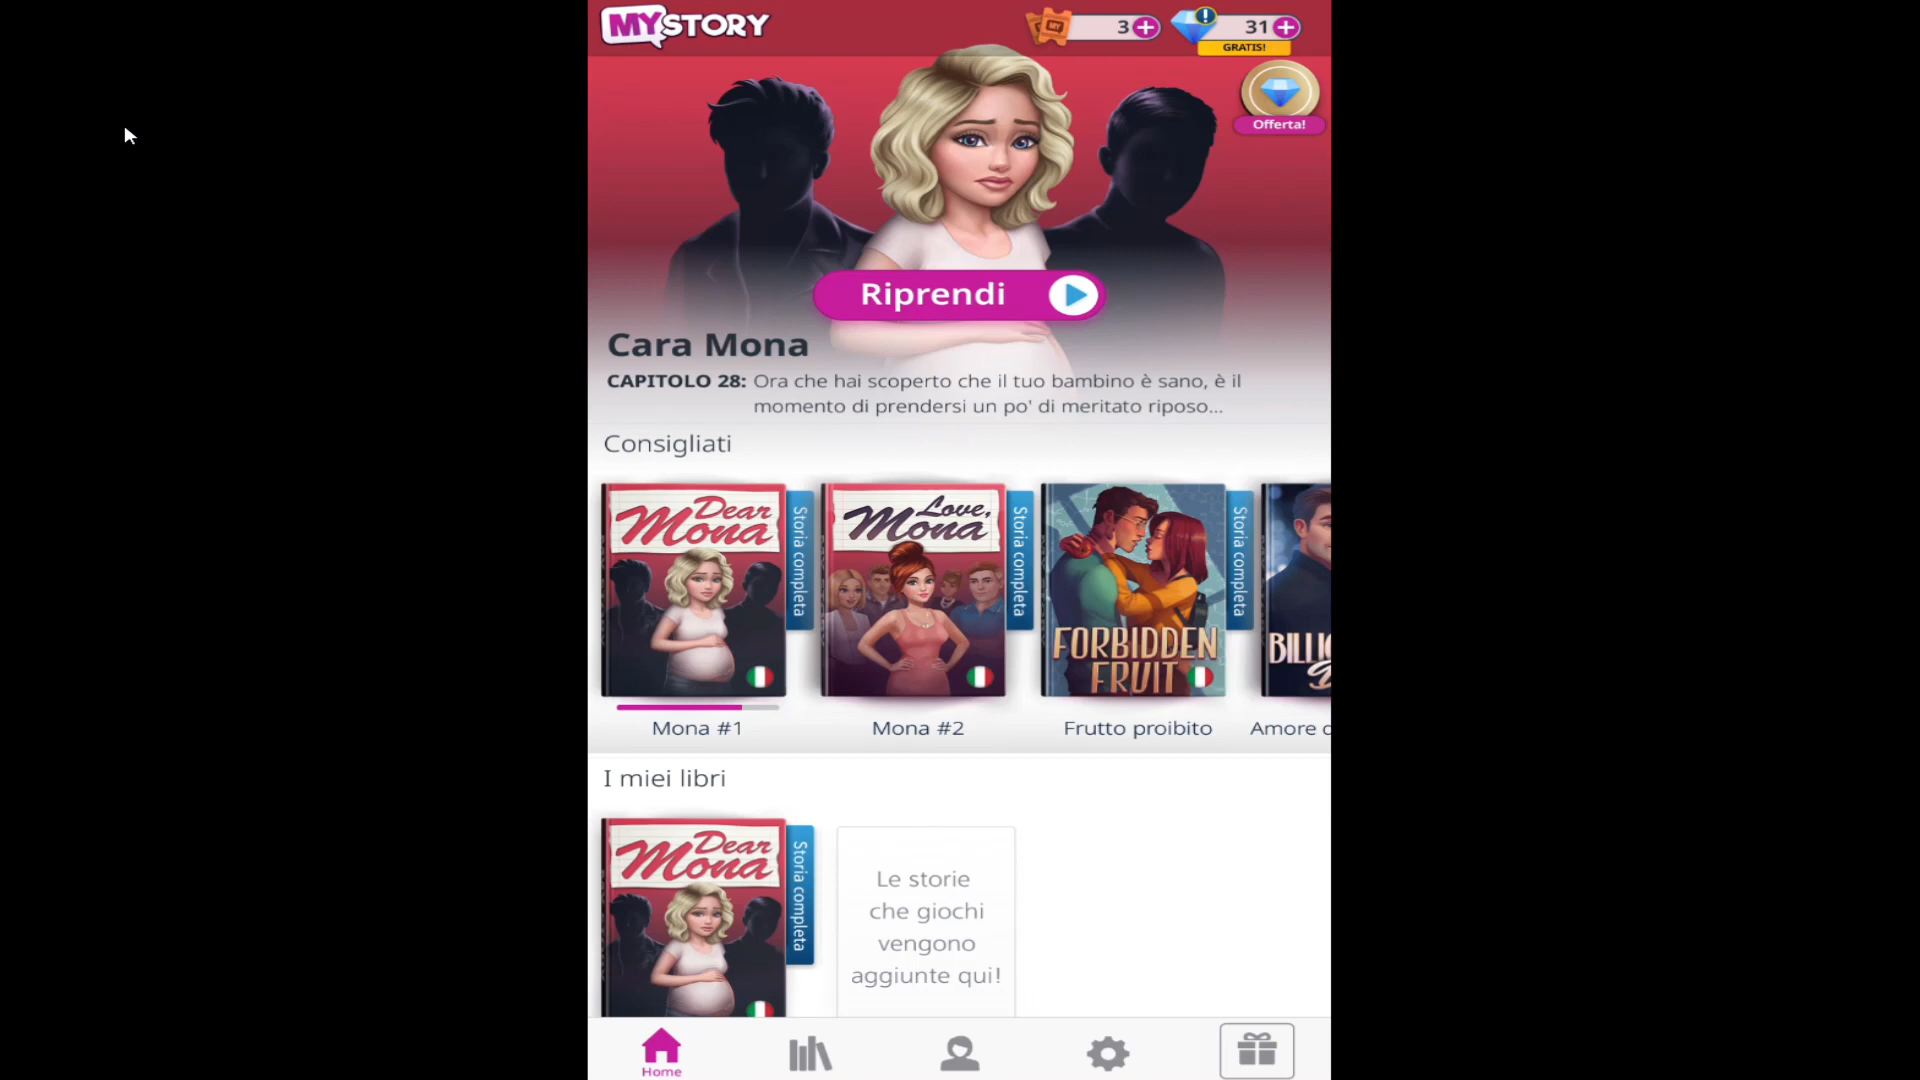 MYSTORY
3
31
GRATIS!
Offerta!
Riprendi
Cara Mona
CAPITOLO 28: Ora che hai scoperto che il tuo bambino è sano, è il
momento di prendersi un po' di meritato riposo...
Consigliati
Dear
Mona
Storia completa
Love,
Mona
Storia completa
FORBIDDEN
FRUIT
Storia completa
BILLI
Mona #1
Mona #2
Frutto proibito
Amore
I miei libri
Dear
Mona
Storia completa
Le storie
che giochi
vengono
aggiunte qui!
Home